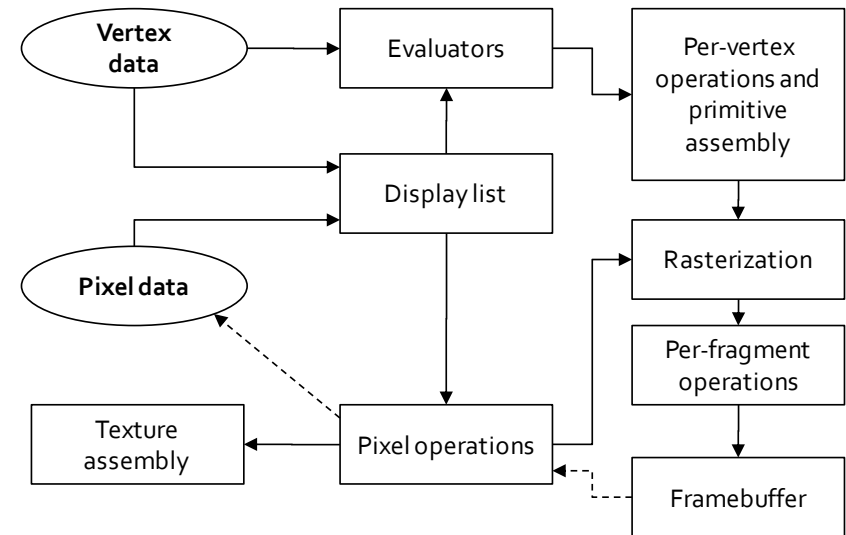 Vertex
data
Evaluators
Per-vertex
operations and
primitive
assembly
Display list
Pixel data
Rasterization
Per-fragment
operations
Texture
assembly
Pixel operations
Framebuffer